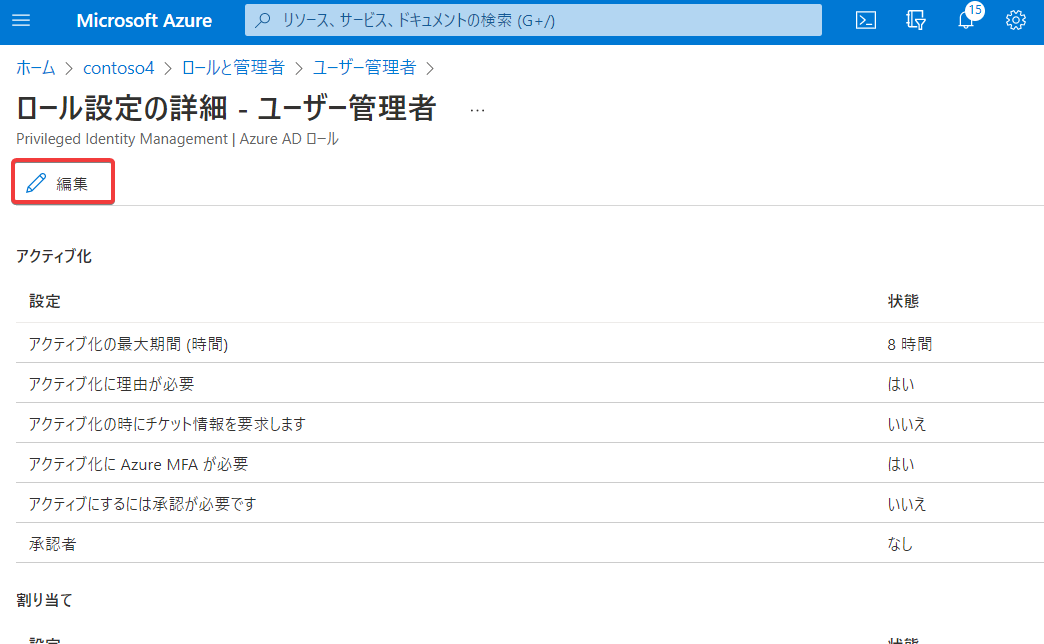 Microsoft Azure リソース、サービス、ドキュメントの検索 (G+/) 15
ホーム > contoso4 > ロールと管理者 > ユーザー管理者 >
ロール設定の詳細 - ユーザー管理者 ...
Privileged Identity Management | Azure AD ロール
編集
アクティブ化
設定 状態
アクティブ化の最大期間 (時間) 8 時間
アクティブ化に理由が必要 はい
アクティブ化の時にチケット情報を要求します いいえ
アクティブ化に Azure MFA が必要 はい
アクティブにするには承認が必要です いいえ
承認者 なし
割り当て
設定 状態